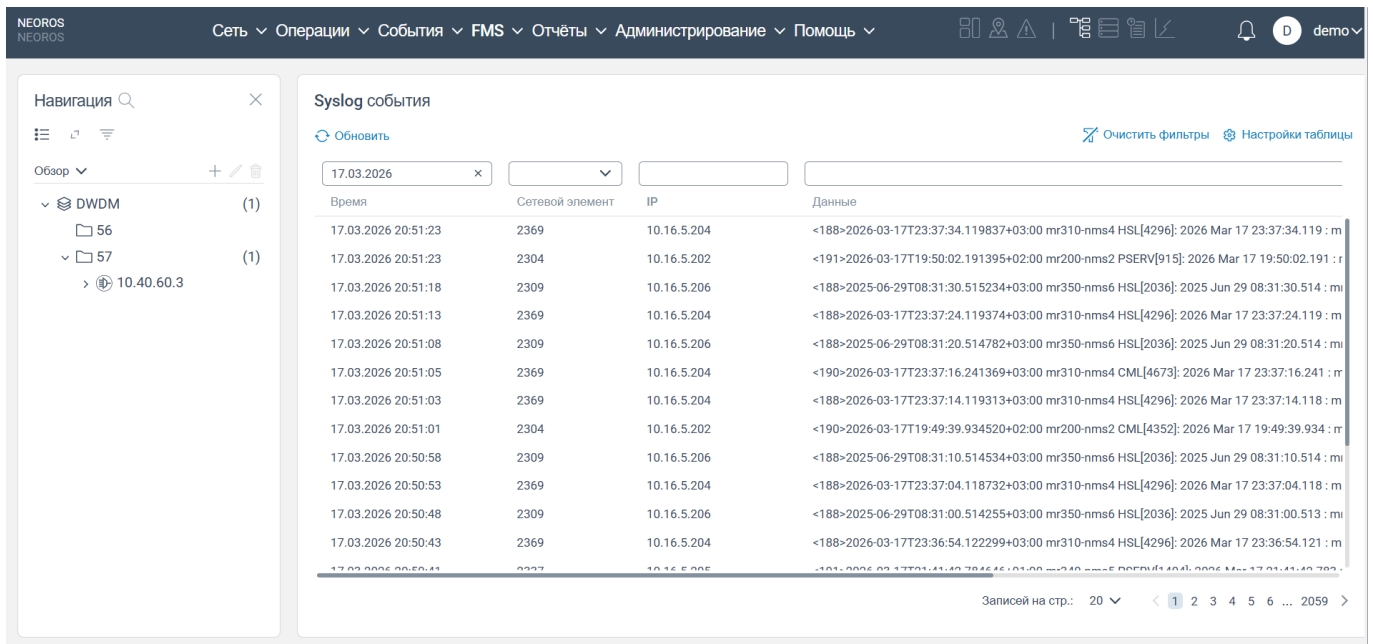 NEOROS
NEOROS
Сеть Операции События FMS Отчёты Администрирование Помощь
D demo
Навигация
Обзор
DWDM (1)
56
57 (1)
10.40.60.3
Syslog события
Обновить
Очистить фильтры Настройки таблицы
17.03.2026 ×
Время Сетевой элемент IP Данные
17.03.2026 20:51:23 2369 10.16.5.204 <188>2026-03-17T23:37:34.119837+03:00 mr310-nms4 HSL[4296]: 2026 Mar 17 23:37:34.119 : m
17.03.2026 20:51:23 2304 10.16.5.202 <191>2026-03-17T19:50:02.191395+02:00 mr200-nms2 PSERV[915]: 2026 Mar 17 19:50:02.191 : r
17.03.2026 20:51:18 2309 10.16.5.206 <188>2025-06-29T08:31:30.515234+03:00 mr350-nms6 HSL[2036]: 2025 Jun 29 08:31:30.514 : m
17.03.2026 20:51:13 2369 10.16.5.204 <188>2026-03-17T23:37:24.119374+03:00 mr310-nms4 HSL[4296]: 2026 Mar 17 23:37:24.119 : m
17.03.2026 20:51:08 2309 10.16.5.206 <188>2025-06-29T08:31:20.514782+03:00 mr350-nms6 HSL[2036]: 2025 Jun 29 08:31:20.514 : m
17.03.2026 20:51:05 2369 10.16.5.204 <190>2026-03-17T23:37:16.241369+03:00 mr310-nms4 CML[4673]: 2026 Mar 17 23:37:16.241 : m
17.03.2026 20:51:03 2369 10.16.5.204 <188>2026-03-17T23:37:14.119313+03:00 mr310-nms4 HSL[4296]: 2026 Mar 17 23:37:14.118 : m
17.03.2026 20:51:01 2304 10.16.5.202 <190>2026-03-17T19:49:39.934520+02:00 mr200-nms2 CML[4352]: 2026 Mar 17 19:49:39.934 : m
17.03.2026 20:50:58 2309 10.16.5.206 <188>2025-06-29T08:31:10.514534+03:00 mr350-nms6 HSL[2036]: 2025 Jun 29 08:31:10.514 : m
17.03.2026 20:50:53 2369 10.16.5.204 <188>2026-03-17T23:37:04.118732+03:00 mr310-nms4 HSL[4296]: 2026 Mar 17 23:37:04.118 : m
17.03.2026 20:50:48 2309 10.16.5.206 <188>2025-06-29T08:31:00.514255+03:00 mr350-nms6 HSL[2036]: 2025 Jun 29 08:31:00.513 : m
17.03.2026 20:50:43 2369 10.16.5.204 <188>2026-03-17T23:36:54.122299+03:00 mr310-nms4 HSL[4296]: 2026 Mar 17 23:36:54.121 : m
17.03.2026 20:50:41 2337 10.16.5.205
Записей на стр.: 20 1 2 3 4 5 6 ... 2059